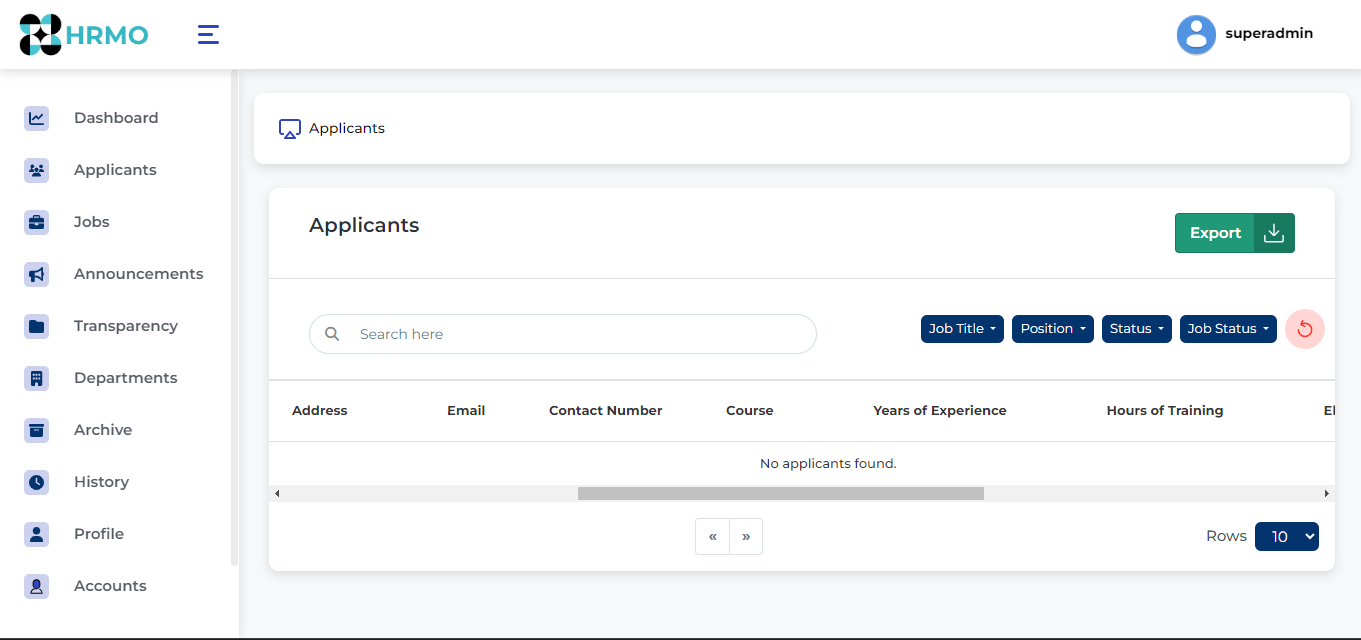 HRMO
superadmin
Dashboard
Applicants
Jobs
Announcements
Transparency
Departments
Archive
History
Profile
Accounts
Applicants
Applicants
Export
Search here
Job Title
Position
Status
Job Status
Address Email Contact Number Course Years of Experience Hours of Training
No applicants found.
« »
Rows 10